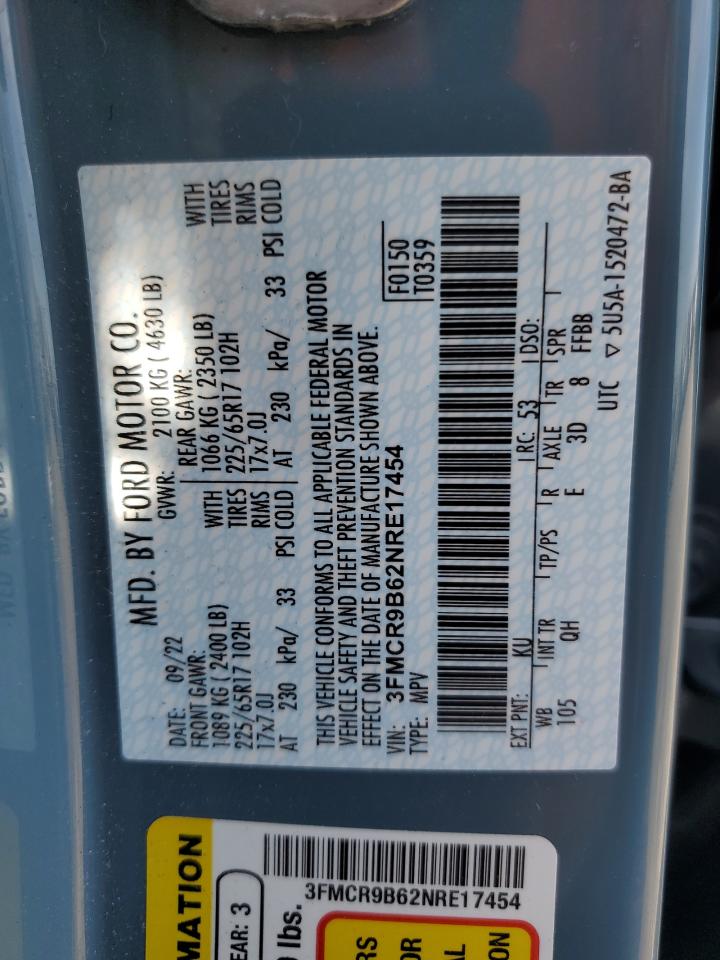 MFD. BY FORD MOTOR CO.
DATE: 09/22 GVWR: 2100 KG ( 4630 LB)
FRONT GAWR: REAR GAWR:
1089 KG ( 2400 LB) WITH 1066 KG ( 2350 LB) WITH
225/65R17 102H TIRES 225/65R17 102H TIRES
17x7.0J RIMS 17x7.0J RIMS
AT 230 kPa/ 33 PSI COLD AT 230 kPa/ 33 PSI COLD
THIS VEHICLE CONFORMS TO ALL APPLICABLE FEDERAL MOTOR
VEHICLE SAFETY AND THEFT PREVENTION STANDARDS IN
EFFECT ON THE DATE OF MANUFACTURE SHOWN ABOVE.
VIN: 3FMCR9B62NRE17454 F0150
TYPE: MPV T0359
EXT PNT: KU RC: 53 DSO:
WB INT TR TP/PS R AXLE TR SPR
105 QH E 3D 8 FFBB
UTC ▽ 5U5A-1520472-BA
MATION
EAR: 3
lbs.
3FMCR9B62NRE17454
RS
OR
AL
ON